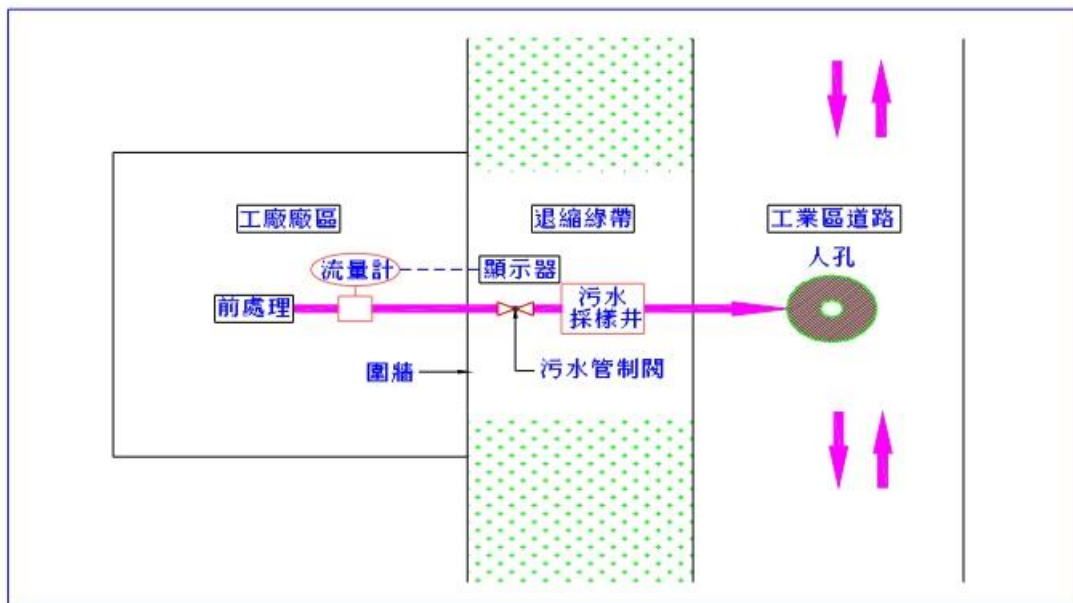 工廠廠區
退縮綠帶
工業區道路
人孔
流量計
顯示器
前處理
污水
採樣井
圍牆
污水管制閥